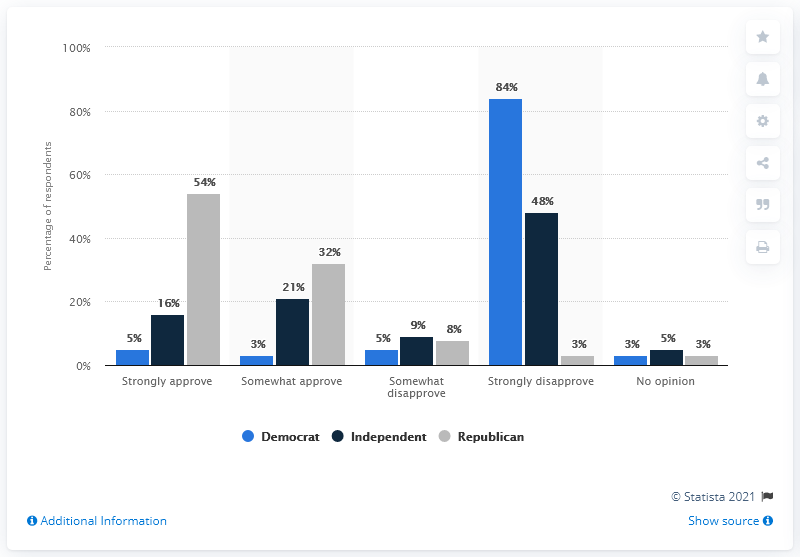 100%
80%
60%
40%
20%
0%
Percentage of respondents
5%
16%
54%
3%
21%
32%
5%
9%
8%
84%
48%
3%
3%
5%
3%
Strongly approve
Somewhat approve
Somewhat
disapprove
Strongly disapprove
No opinion
Democrat Independent Republican
© Statista 2021
Additional Information
Show source